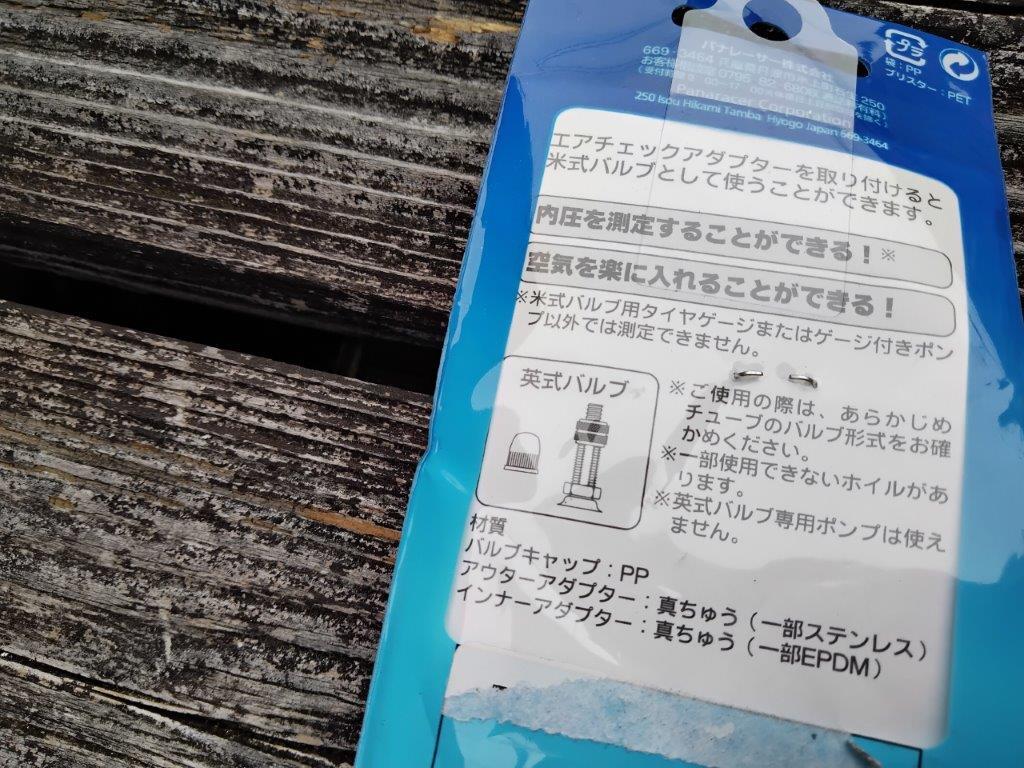 プラ
袋：PP
ブリスター：PET
パナレーサー株式会社
669-3464
250
Panaracer Corporation
250 Isou Hikami Tamba Hyogo Japan 669-3464
エアチェックアダプターを取り付けると
米式バルブとして使うことができます。
内圧を測定することができる！※
空気を楽に入れることができる！
※米式バルブ用タイヤゲージまたはゲージ付きポン
プ以外では測定できません。
英式バルブ
※ご使用の際は、あらかじめ
チューブのバルブ形式をお確
かめください。
※一部使用できないホイルがあ
ります。
※英式バルブ専用ポンプは使え
ません。
材質
バルブキャップ：PP
アウターアダプター：真ちゅう（一部ステンレス）
インナーアダプター：真ちゅう（一部EPDM）